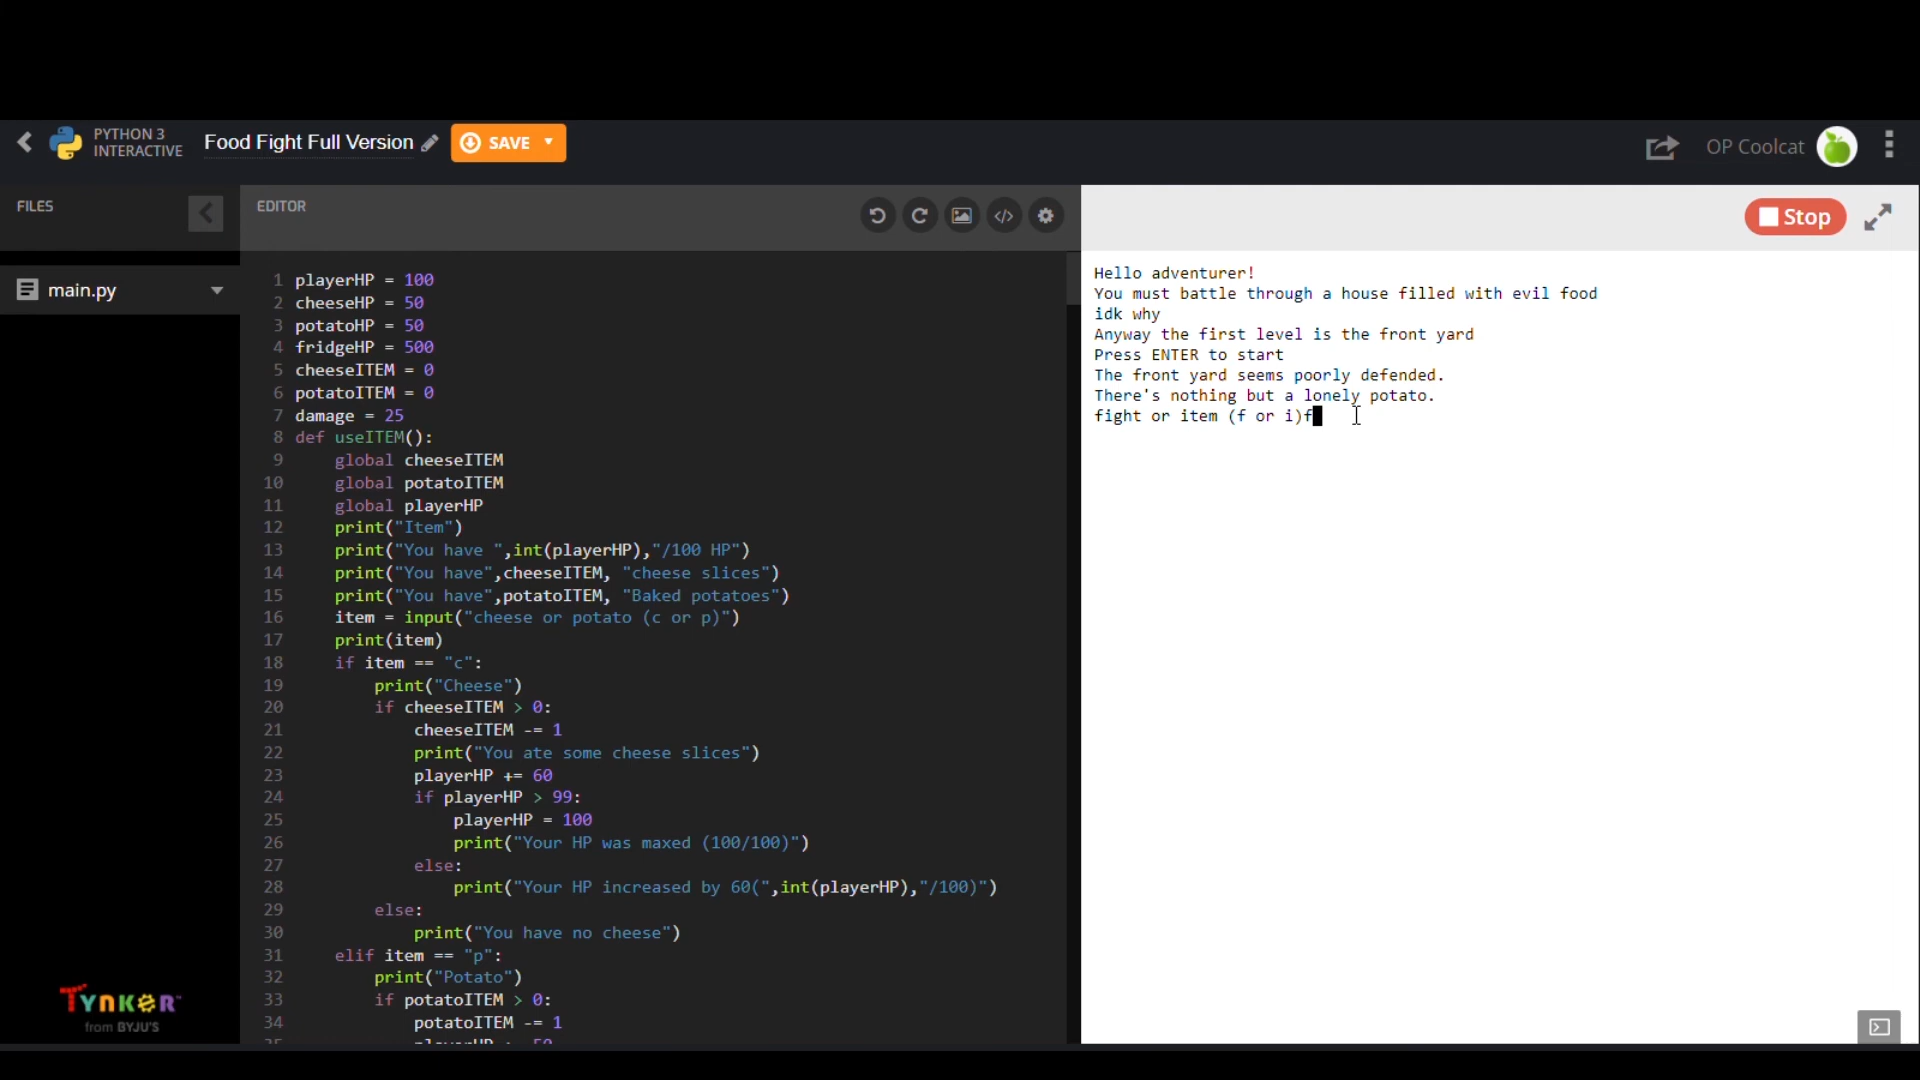 PYTHON 3
INTERACTIVE
Food Fight Full Version
SAVE
OP Coolcat
FILES
EDITOR
Stop
main.py
1 playerHP = 100
2 cheeseHP = 50
3 potatoHP = 50
4 fridgeHP = 500
5 cheeseITEM = 0
6 potatoITEM = 0
7 damage = 25
8 def useITEM():
9     global cheeseITEM
10     global potatoITEM
11     global playerHP
12     print("Item")
13     print("You have ",int(playerHP),"/100 HP")
14     print("You have",cheeseITEM, "cheese slices")
15     print("You have",potatoITEM, "Baked potatoes")
16     item = input("cheese or potato (c or p)")
17     print(item)
18     if item == "c":
19         print("Cheese")
20         if cheeseITEM > 0:
21             cheeseITEM -= 1
22             print("You ate some cheese slices")
23             playerHP += 60
24             if playerHP > 99:
25                 playerHP = 100
26                 print("Your HP was maxed (100/100)")
27             else:
28                 print("Your HP increased by 60(",int(playerHP),"/100)")
29         else:
30             print("You have no cheese")
31     elif item == "p":
32         print("Potato")
33         if potatoITEM > 0:
34             potatoITEM -= 1
Hello adventurer!
You must battle through a house filled with evil food
idk why
Anyway the first level is the front yard
Press ENTER to start
The front yard seems poorly defended.
There's nothing but a lonely potato.
fight or item (f or i)f
TYNKER
from BYJU'S